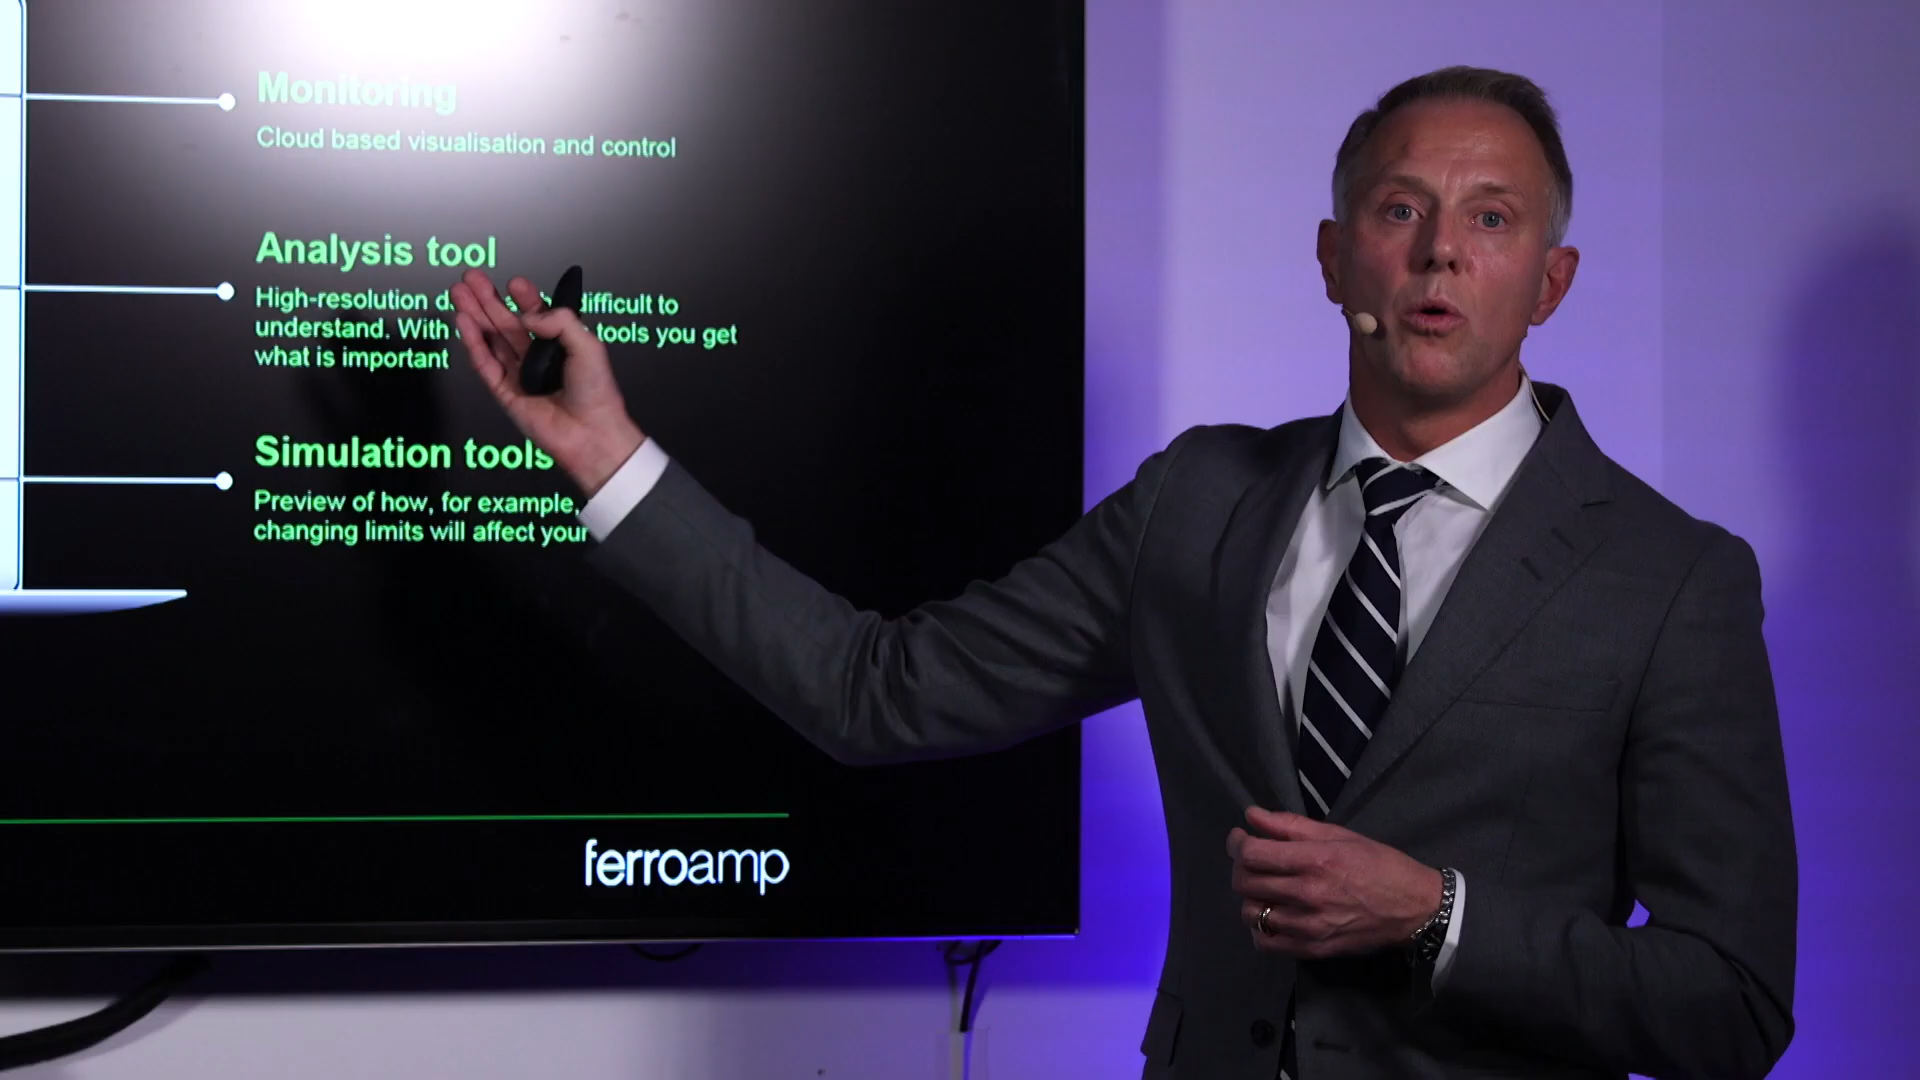 Monitoring
Cloud based visualisation and control
Analysis tool
High-resolution difficult to
understand. With tools you get
what is important
Simulation tools
Preview of how, for example,
changing limits will affect your
ferroamp